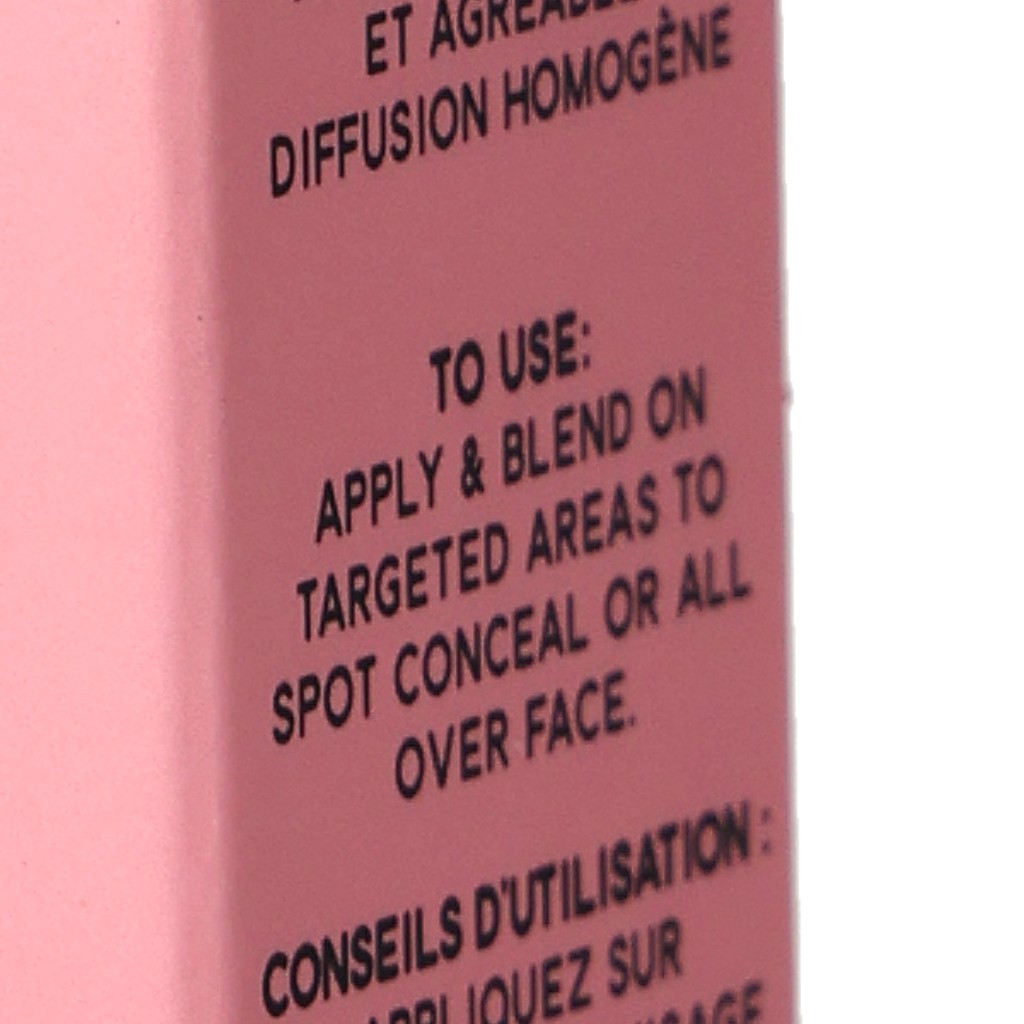 ET AGRÉABLE
DIFFUSION HOMOGÈNE
TO USE:
APPLY & BLEND ON
TARGETED AREAS TO
SPOT CONCEAL OR ALL
OVER FACE.
CONSEILS D'UTILISATION :
APPLIQUEZ SUR